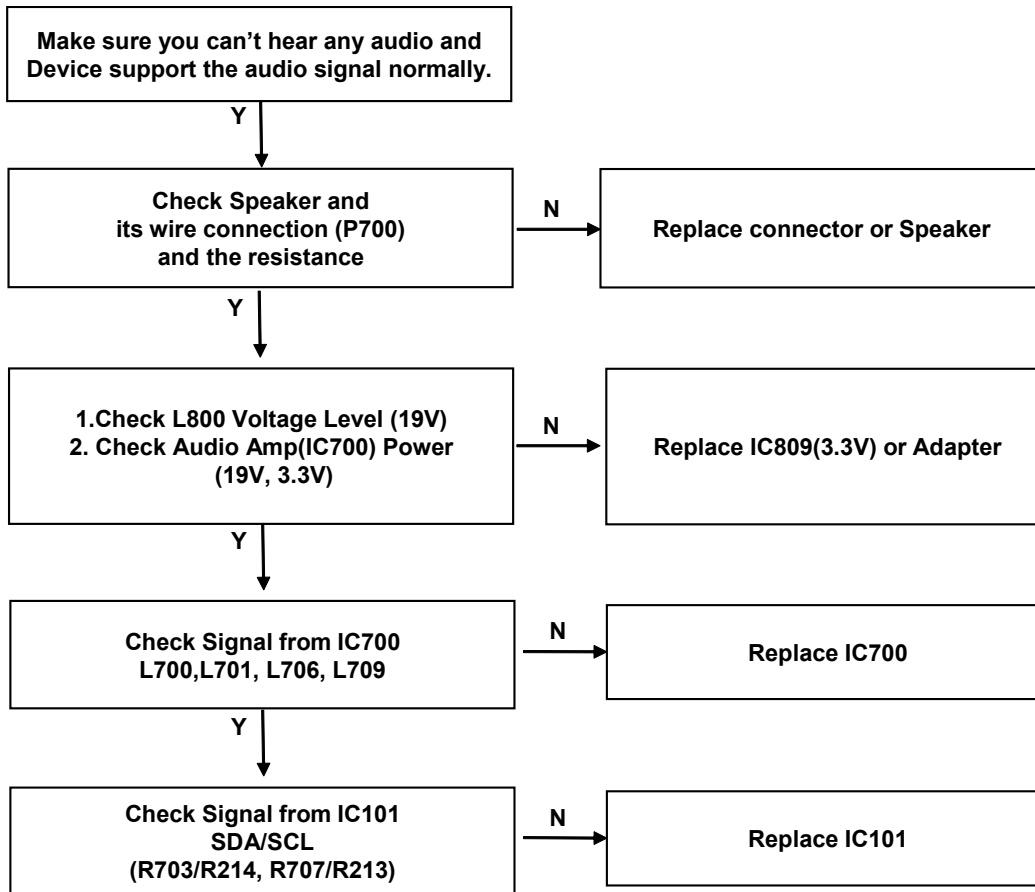 Make sure you can’t hear any audio and
Device support the audio signal normally.
Y
Check Speaker and
its wire connection (P700)
and the resistance
N
Replace connector or Speaker
Y
1.Check L800 Voltage Level (19V)
2. Check Audio Amp(IC700) Power
(19V, 3.3V)
N
Replace IC809(3.3V) or Adapter
Y
Check Signal from IC700
L700,L701, L706, L709
N
Replace IC700
Y
Check Signal from IC101
SDA/SCL
(R703/R214, R707/R213)
N
Replace IC101